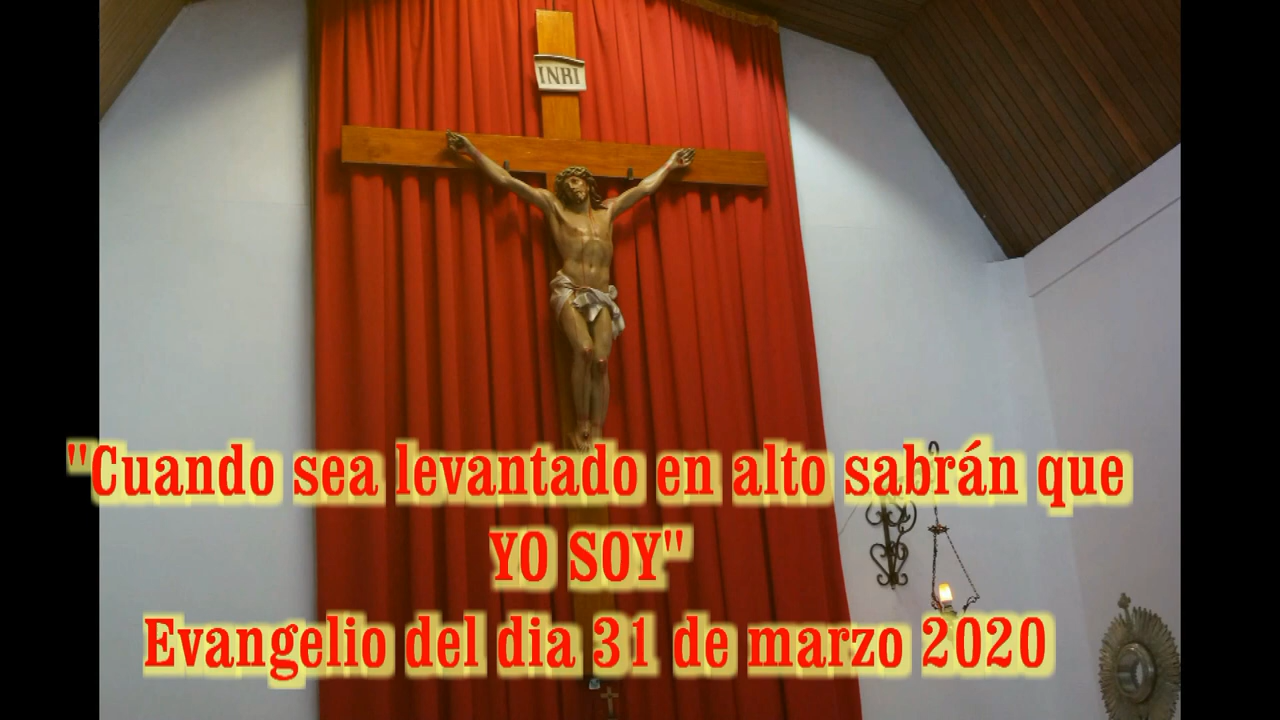 INRI
"Cuando sea levantado en alto sabrán que
YO SOY"
Evangelio del dia 31 de marzo 2020